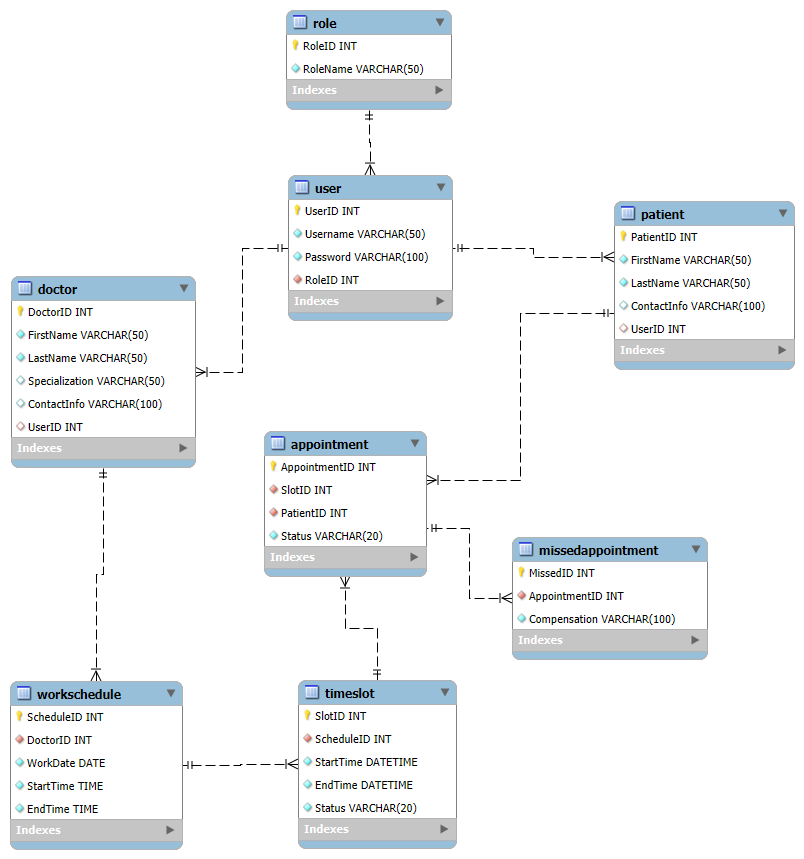 role
RoleID INT
RoleName VARCHAR(50)
Indexes
user
UserID INT
Username VARCHAR(50)
Password VARCHAR(100)
RoleID INT
Indexes
patient
PatientID INT
FirstName VARCHAR(50)
LastName VARCHAR(50)
ContactInfo VARCHAR(100)
UserID INT
Indexes
doctor
DoctorID INT
FirstName VARCHAR(50)
LastName VARCHAR(50)
Specialization VARCHAR(50)
ContactInfo VARCHAR(100)
UserID INT
Indexes
appointment
AppointmentID INT
SlotID INT
PatientID INT
Status VARCHAR(20)
Indexes
missedappointment
MissedID INT
AppointmentID INT
Compensation VARCHAR(100)
Indexes
workschedule
ScheduleID INT
DoctorID INT
WorkDate DATE
StartTime TIME
EndTime TIME
Indexes
timeslot
SlotID INT
ScheduleID INT
StartTime DATETIME
EndTime DATETIME
Status VARCHAR(20)
Indexes